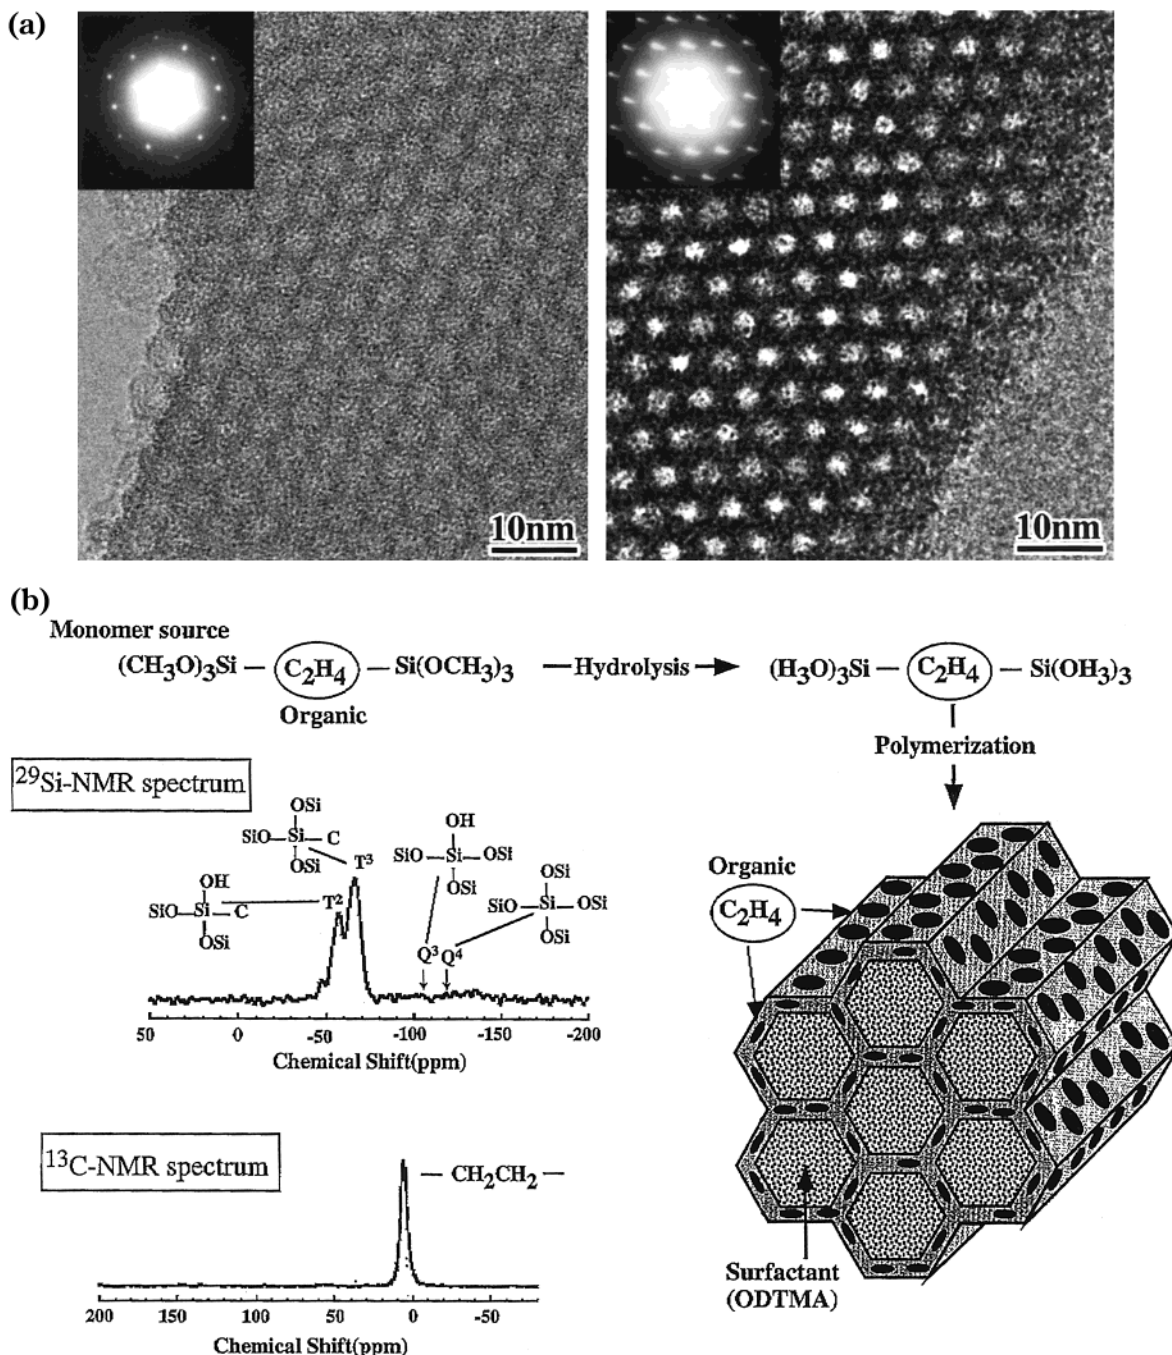 (a)
10nm
10nm
(b)
Monomer source
(CH₃O)₃Si — C₂H₄ — Si(OCH₃)₃ — Hydrolysis → (H₃O)₃Si — C₂H₄ — Si(OH₃)₃
Organic
Polymerization
²⁹Si-NMR spectrum
OSi
SiO—Si—C
OSi
T³
OH
SiO—Si—C
OSi
T²
OH
SiO—Si—OSi
OSi
Q³
OSi
SiO—Si—OSi
OSi
Q⁴
50 0 -50 -100 -150 -200
Chemical Shift(ppm)
Organic
C₂H₄
¹³C-NMR spectrum
— CH₂CH₂ —
200 150 100 50 0 -50
Chemical Shift(ppm)
Surfactant
(ODTMA)